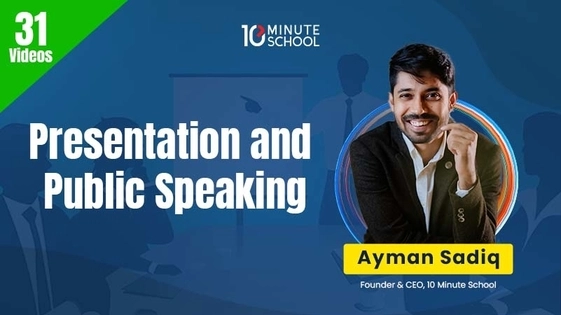 31
Videos
10 MINUTE
SCHOOL
Presentation and
Public Speaking
Ayman Sadiq
Founder & CEO, 10 Minute School